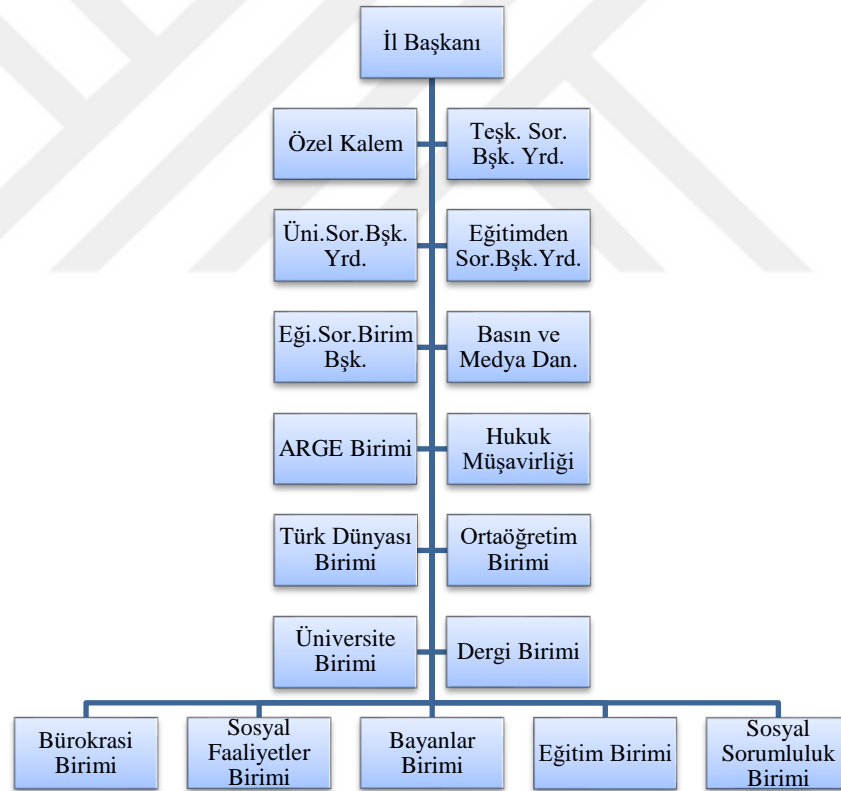 İl Başkanı
Özel Kalem
Teşk. Sor.
Bşk. Yrd.
Üni.Sor.Bşk.
Yrd.
Eğitimden
Sor.Bşk.Yrd.
Eği.Sor.Birim
Bşk.
Basın ve
Medya Dan.
ARGE Birimi
Hukuk
Müşavirliği
Türk Dünyası
Birimi
Ortaöğretim
Birimi
Üniversite
Birimi
Dergi Birimi
Bürokrasi
Birimi
Sosyal
Faaliyetler
Birimi
Bayanlar
Birimi
Eğitim Birimi
Sosyal
Sorumluluk
Birimi